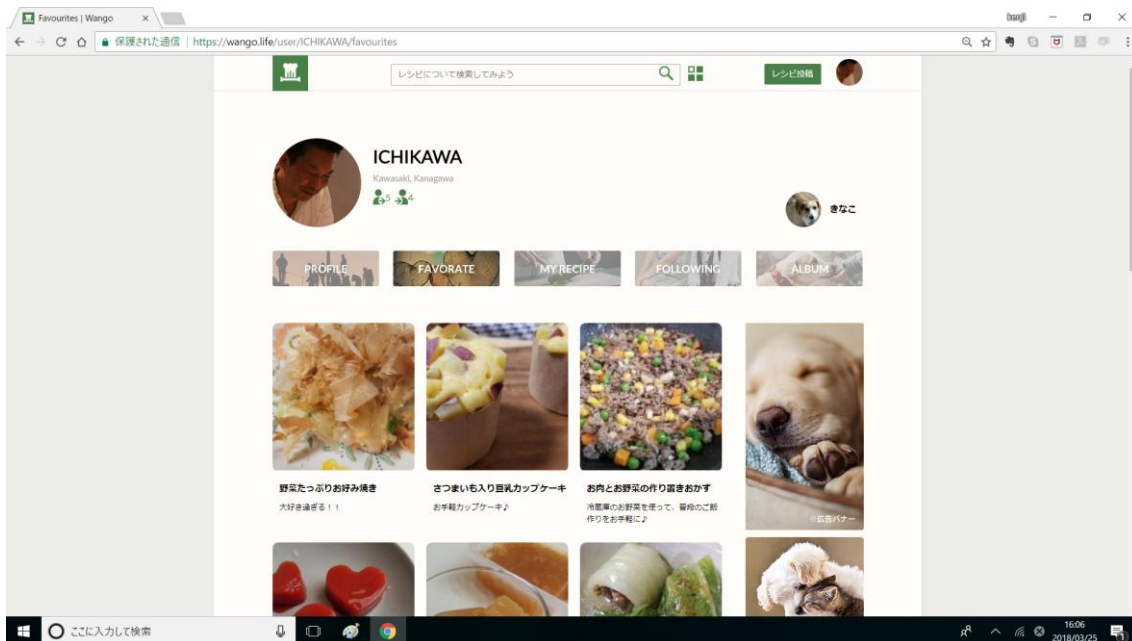 Favourites | Wango
benji
保護された通信
https://wango.life/user/ICHIKAWA/favourites
レシピについて検索してみよう
レシピ投稿
ICHIKAWA
Kawasaki, Kanagawa
5 4
きなこ
PROFILE
FAVORATE
MY RECIPE
FOLLOWING
ALBUM
野菜たっぷりお好み焼き
大好き過ぎる！！
さつまいも入り豆乳カップケーキ
お手軽カップケーキ♪
お肉とお野菜の作り置きおかず
冷蔵庫のお野菜を使って、普段のご飯
作りをお手軽に♪
※広告バナー
ここに入力して検索
16:06
2018/03/25